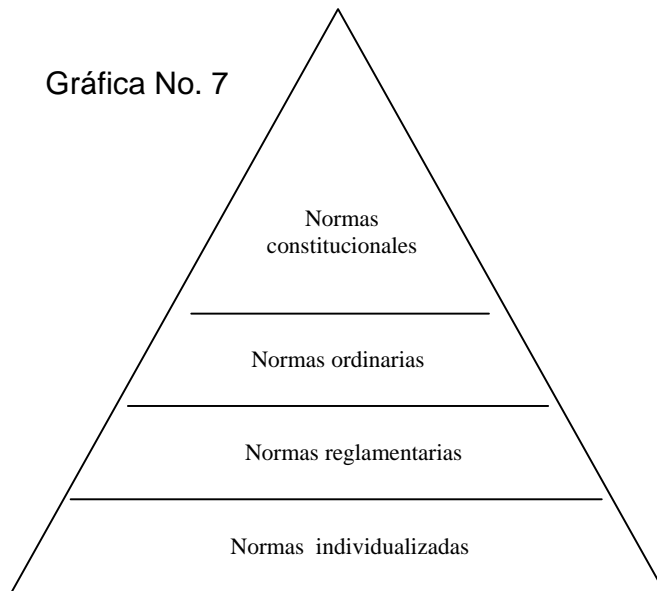 Gráfica No. 7
Normas
constitucionales
Normas ordinarias
Normas reglamentarias
Normas individualizadas